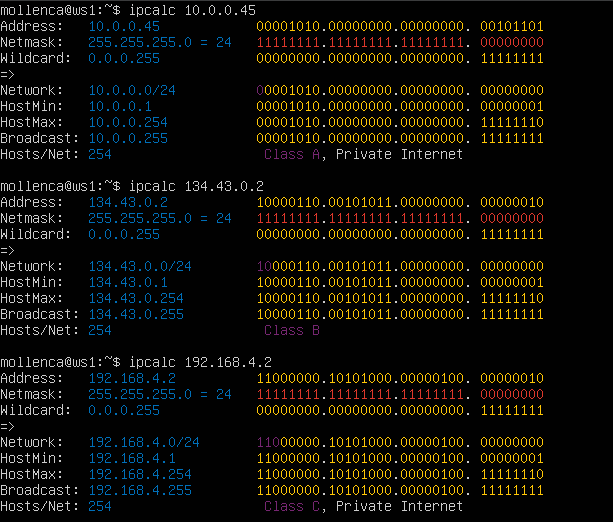 mollenca@ws1:~$ ipcalc 10.0.0.45
Address:   10.0.0.45            00001010.00000000.00000000. 00101101
Netmask:   255.255.255.0 = 24   11111111.11111111.11111111. 00000000
Wildcard:  0.0.0.255            00000000.00000000.00000000. 11111111
=>
Network:   10.0.0.0/24          00001010.00000000.00000000. 00000000
HostMin:   10.0.0.1             00001010.00000000.00000000. 00000001
HostMax:   10.0.0.254           00001010.00000000.00000000. 11111110
Broadcast: 10.0.0.255           00001010.00000000.00000000. 11111111
Hosts/Net: 254                   Class A, Private Internet

mollenca@ws1:~$ ipcalc 134.43.0.2
Address:   134.43.0.2           10000110.00101011.00000000. 00000010
Netmask:   255.255.255.0 = 24   11111111.11111111.11111111. 00000000
Wildcard:  0.0.0.255            00000000.00000000.00000000. 11111111
=>
Network:   134.43.0.0/24        10000110.00101011.00000000. 00000000
HostMin:   134.43.0.1           10000110.00101011.00000000. 00000001
HostMax:   134.43.0.254         10000110.00101011.00000000. 11111110
Broadcast: 134.43.0.255         10000110.00101011.00000000. 11111111
Hosts/Net: 254                   Class B

mollenca@ws1:~$ ipcalc 192.168.4.2
Address:   192.168.4.2          11000000.10101000.00000100. 00000010
Netmask:   255.255.255.0 = 24   11111111.11111111.11111111. 00000000
Wildcard:  0.0.0.255            00000000.00000000.00000000. 11111111
=>
Network:   192.168.4.0/24       11000000.10101000.00000100. 00000000
HostMin:   192.168.4.1          11000000.10101000.00000100. 00000001
HostMax:   192.168.4.254        11000000.10101000.00000100. 11111110
Broadcast: 192.168.4.255        11000000.10101000.00000100. 11111111
Hosts/Net: 254                   Class C, Private Internet